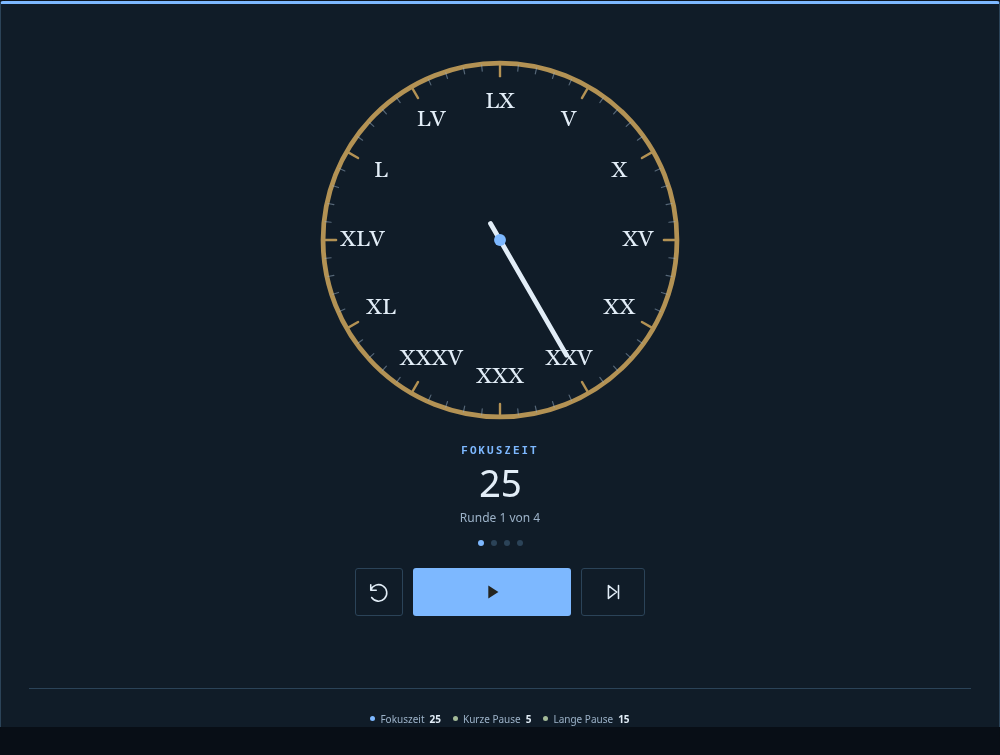 LX
LV V
L X
XLV XV
XL XX
XXXV XXV
XXX
FOKUSZEIT
25
Runde 1 von 4
Fokuszeit 25 Kurze Pause 5 Lange Pause 15